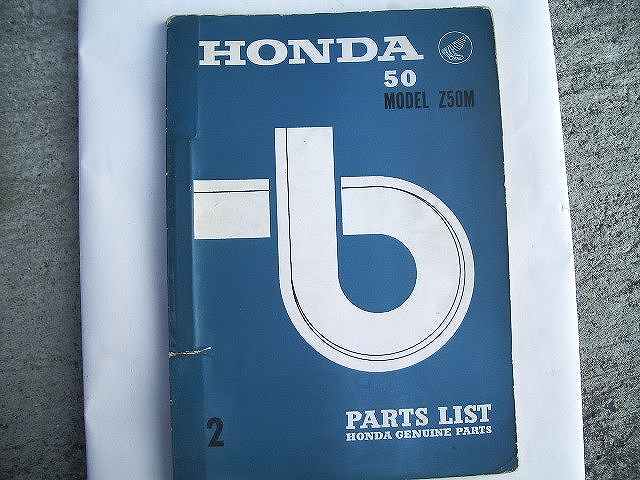 HONDA
50
MODEL Z50M
2
PARTS LIST
HONDA GENUINE PARTS